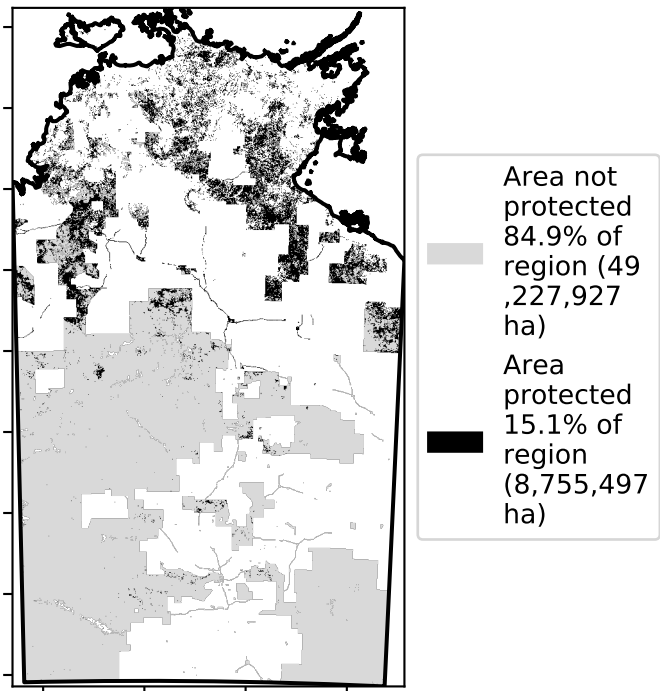 Area not
protected
84.9% of
region (49
,227,927
ha)
Area
protected
15.1% of
region
(8,755,497
ha)